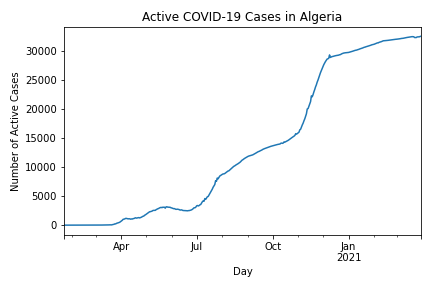 Active COVID-19 Cases in Algeria
Number of Active Cases
30000
25000
20000
15000
10000
5000
0
Apr
Jul
Oct
Jan
2021
Day